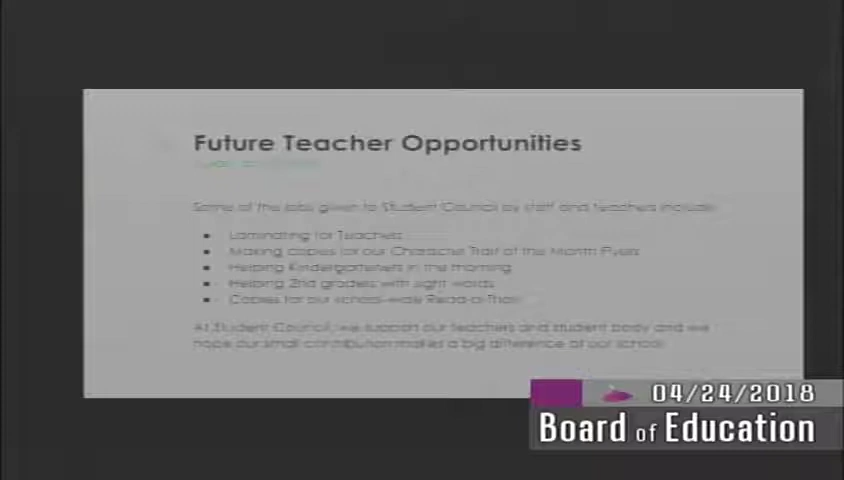 Future Teacher Opportunities
Some of the jobs given to Student Council by staff and teachers include:
• Laminating for Teachers
• Making copies for our Character Trait of the Month Flyers
• Helping Kindergarteners in the morning
• Helping 2nd graders with sight words
• Copies for our school-wide Read-a-Thon
At Student Council, we support our teachers and student body and we
hope our small contribution makes a big difference at our school.
04/24/2018
Board of Education